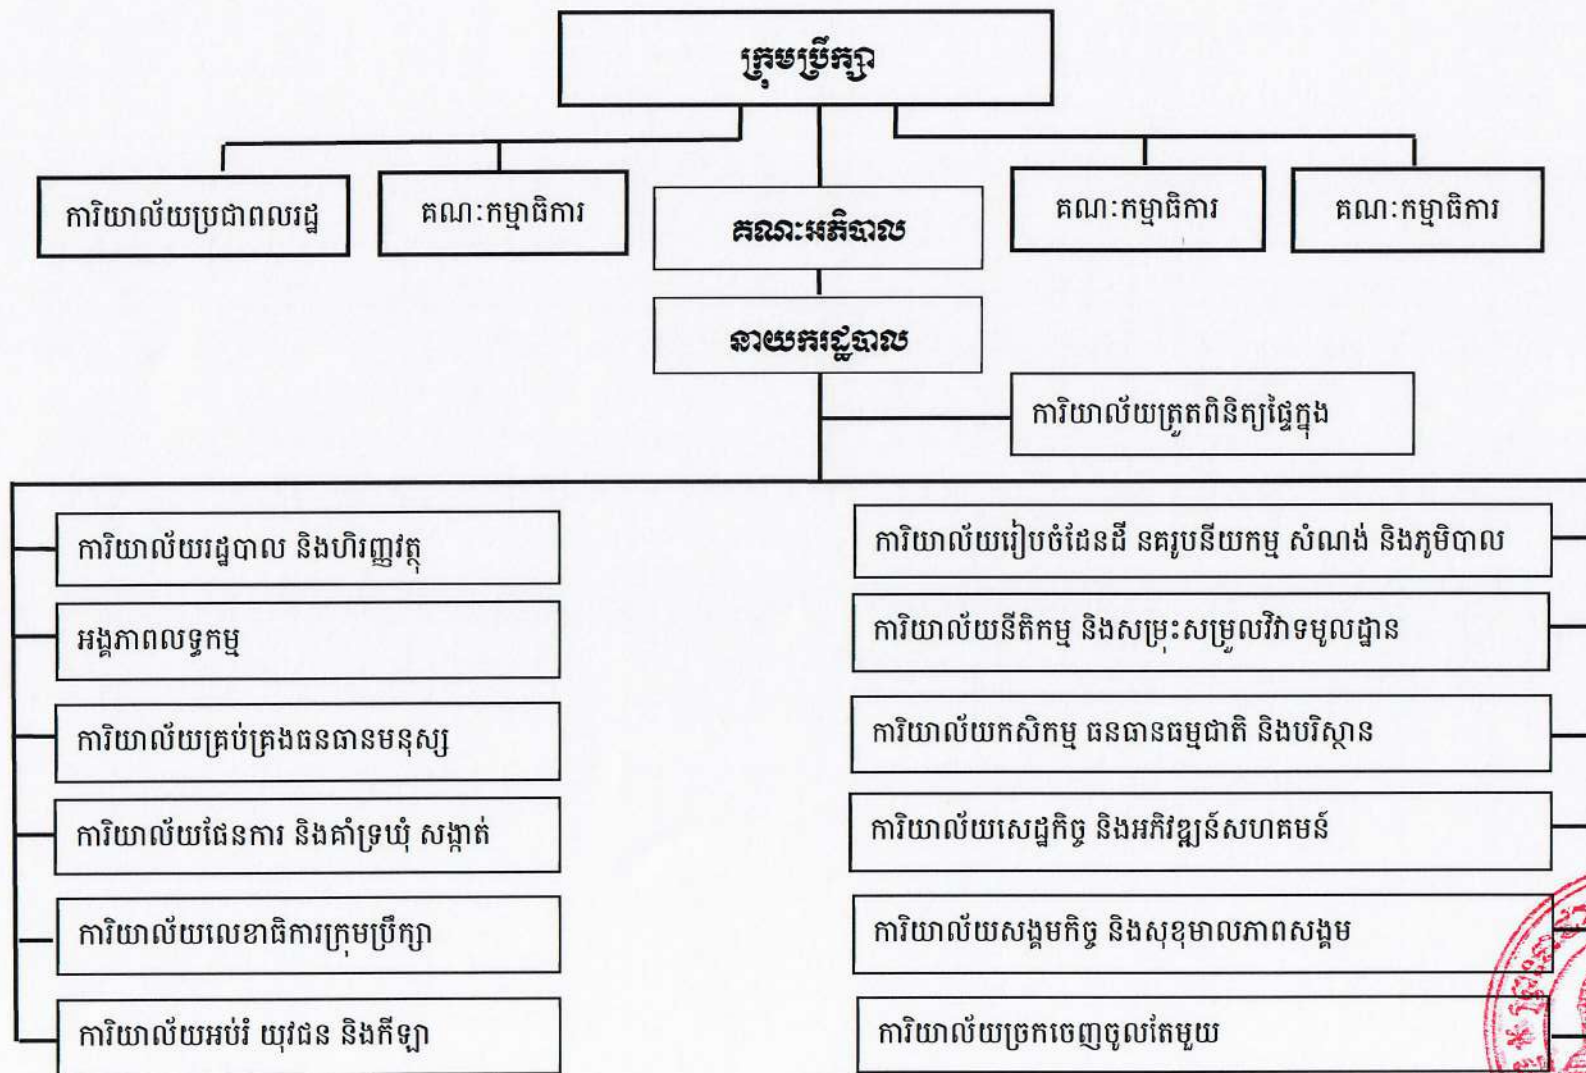 ក្រុមប្រឹក្សា
ការិយាល័យប្រជាពលរដ្ឋ
គណៈកម្មាធិការ
គណៈអភិបាល
គណៈកម្មាធិការ
គណៈកម្មាធិការ
នាយករដ្ឋបាល
ការិយាល័យត្រួតពិនិត្យផ្ទៃក្នុង
ការិយាល័យរដ្ឋបាល និងហិរញ្ញវត្ថុ
អង្គភាពលទ្ធកម្ម
ការិយាល័យគ្រប់គ្រងធនធានមនុស្ស
ការិយាល័យផែនការ និងគាំទ្រឃុំ សង្កាត់
ការិយាល័យលេខាធិការក្រុមប្រឹក្សា
ការិយាល័យអប់រំ យុវជន និងកីឡា
ការិយាល័យរៀបចំដែនដី នគរូបនីយកម្ម សំណង់ និងភូមិបាល
ការិយាល័យនីតិកម្ម និងសម្រុះសម្រួលវិវាទមូលដ្ឋាន
ការិយាល័យកសិកម្ម ធនធានធម្មជាតិ និងបរិស្ថាន
ការិយាល័យសេដ្ឋកិច្ច និងអភិវឌ្ឍន៍សហគមន៍
ការិយាល័យសង្គមកិច្ច និងសុខុមាលភាពសង្គម
ការិយាល័យច្រកចេញចូលតែមួយ